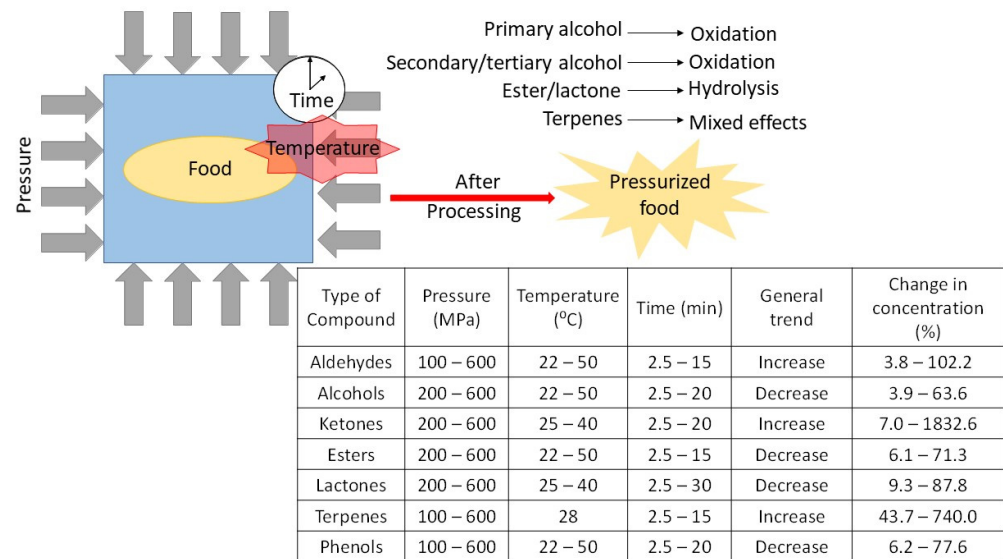 Pressure
Time
Temperature
Food
Primary alcohol Oxidation
Secondary/tertiary alcohol Oxidation
Ester/lactone Hydrolysis
Terpenes Mixed effects
After
Processing
Pressurized
food
Type of
Compound
Pressure
(MPa)
Temperature
(⁰C)
Time (min)
General
trend
Change in
concentration
(%)
Aldehydes 100 – 600 22 – 50 2.5 – 15 Increase 3.8 – 102.2
Alcohols 200 – 600 22 – 50 2.5 – 20 Decrease 3.9 – 63.6
Ketones 200 – 600 25 – 40 2.5 – 20 Increase 7.0 – 1832.6
Esters 200 – 600 22 – 50 2.5 – 15 Decrease 6.1 – 71.3
Lactones 200 – 600 25 – 40 2.5 – 30 Decrease 9.3 – 87.8
Terpenes 100 – 600 28 2.5 – 15 Increase 43.7 – 740.0
Phenols 100 – 600 22 – 50 2.5 – 20 Decrease 6.2 – 77.6